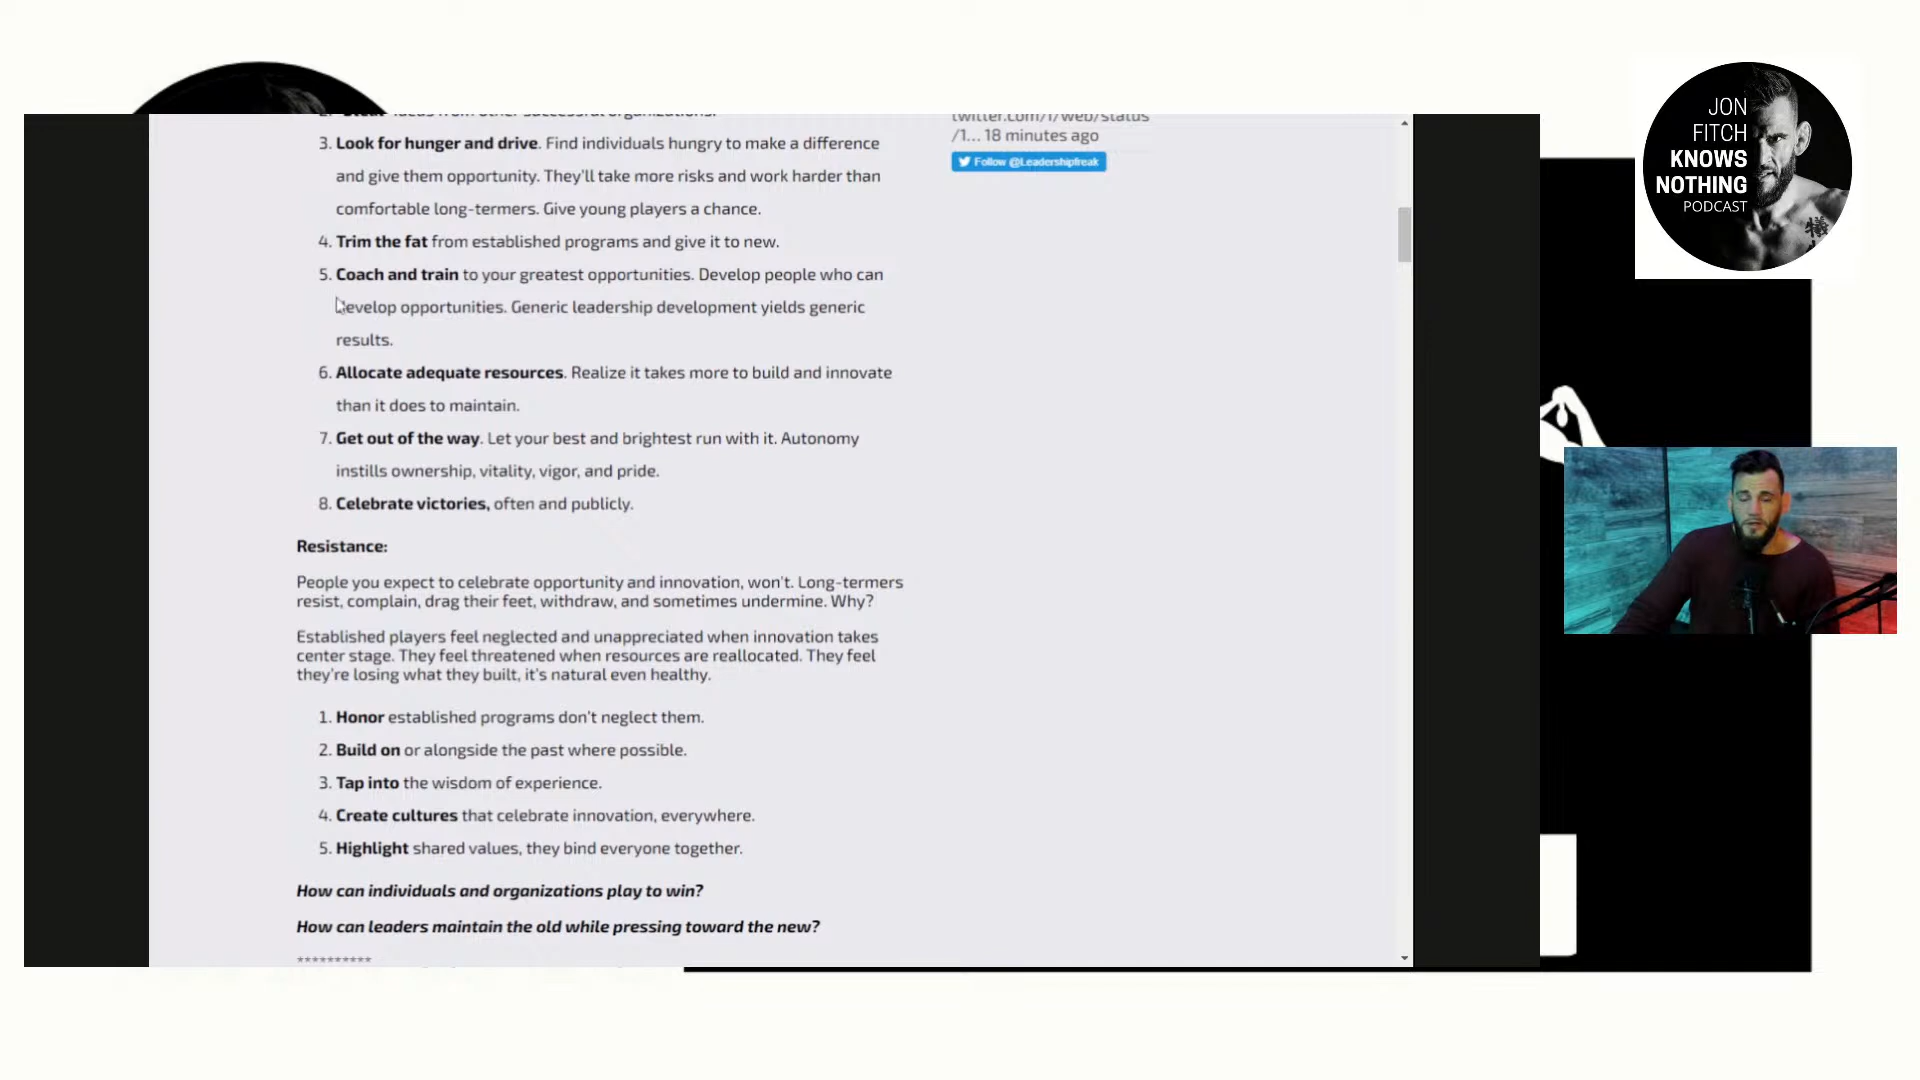 2. "Steal" ideas from other successful organizations.
3. Look for hunger and drive. Find individuals hungry to make a difference
and give them opportunity. They'll take more risks and work harder than
comfortable long-termers. Give young players a chance.
4. Trim the fat from established programs and give it to new.
5. Coach and train to your greatest opportunities. Develop people who can
develop opportunities. Generic leadership development yields generic
results.
6. Allocate adequate resources. Realize it takes more to build and innovate
than it does to maintain.
7. Get out of the way. Let your best and brightest run with it. Autonomy
instills ownership, vitality, vigor, and pride.
8. Celebrate victories, often and publicly.
Resistance:
People you expect to celebrate opportunity and innovation, won't. Long-termers
resist, complain, drag their feet, withdraw, and sometimes undermine. Why?
Established players feel neglected and unappreciated when innovation takes
center stage. They feel threatened when resources are reallocated. They feel
they're losing what they built, it's natural even healthy.
1. Honor established programs don't neglect them.
2. Build on or alongside the past where possible.
3. Tap into the wisdom of experience.
4. Create cultures that celebrate innovation, everywhere.
5. Highlight shared values, they bind everyone together.
How can individuals and organizations play to win?
How can leaders maintain the old while pressing toward the new?
**********
twitter.com/i/web/status
/1... 18 minutes ago
Follow @Leadershipfreak
JON
FITCH
KNOWS
NOTHING
PODCAST